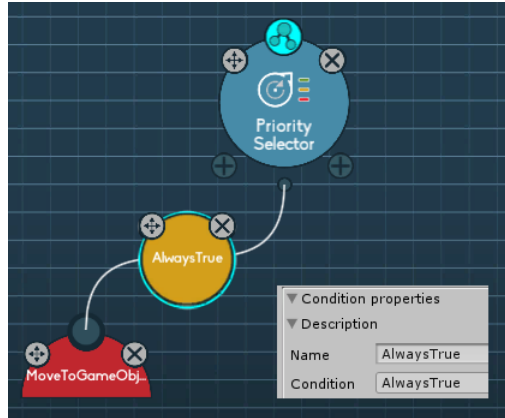 Priority
Selector
AlwaysTrue
MoveToGameObj...
Condition properties
Description
Name AlwaysTrue
Condition AlwaysTrue